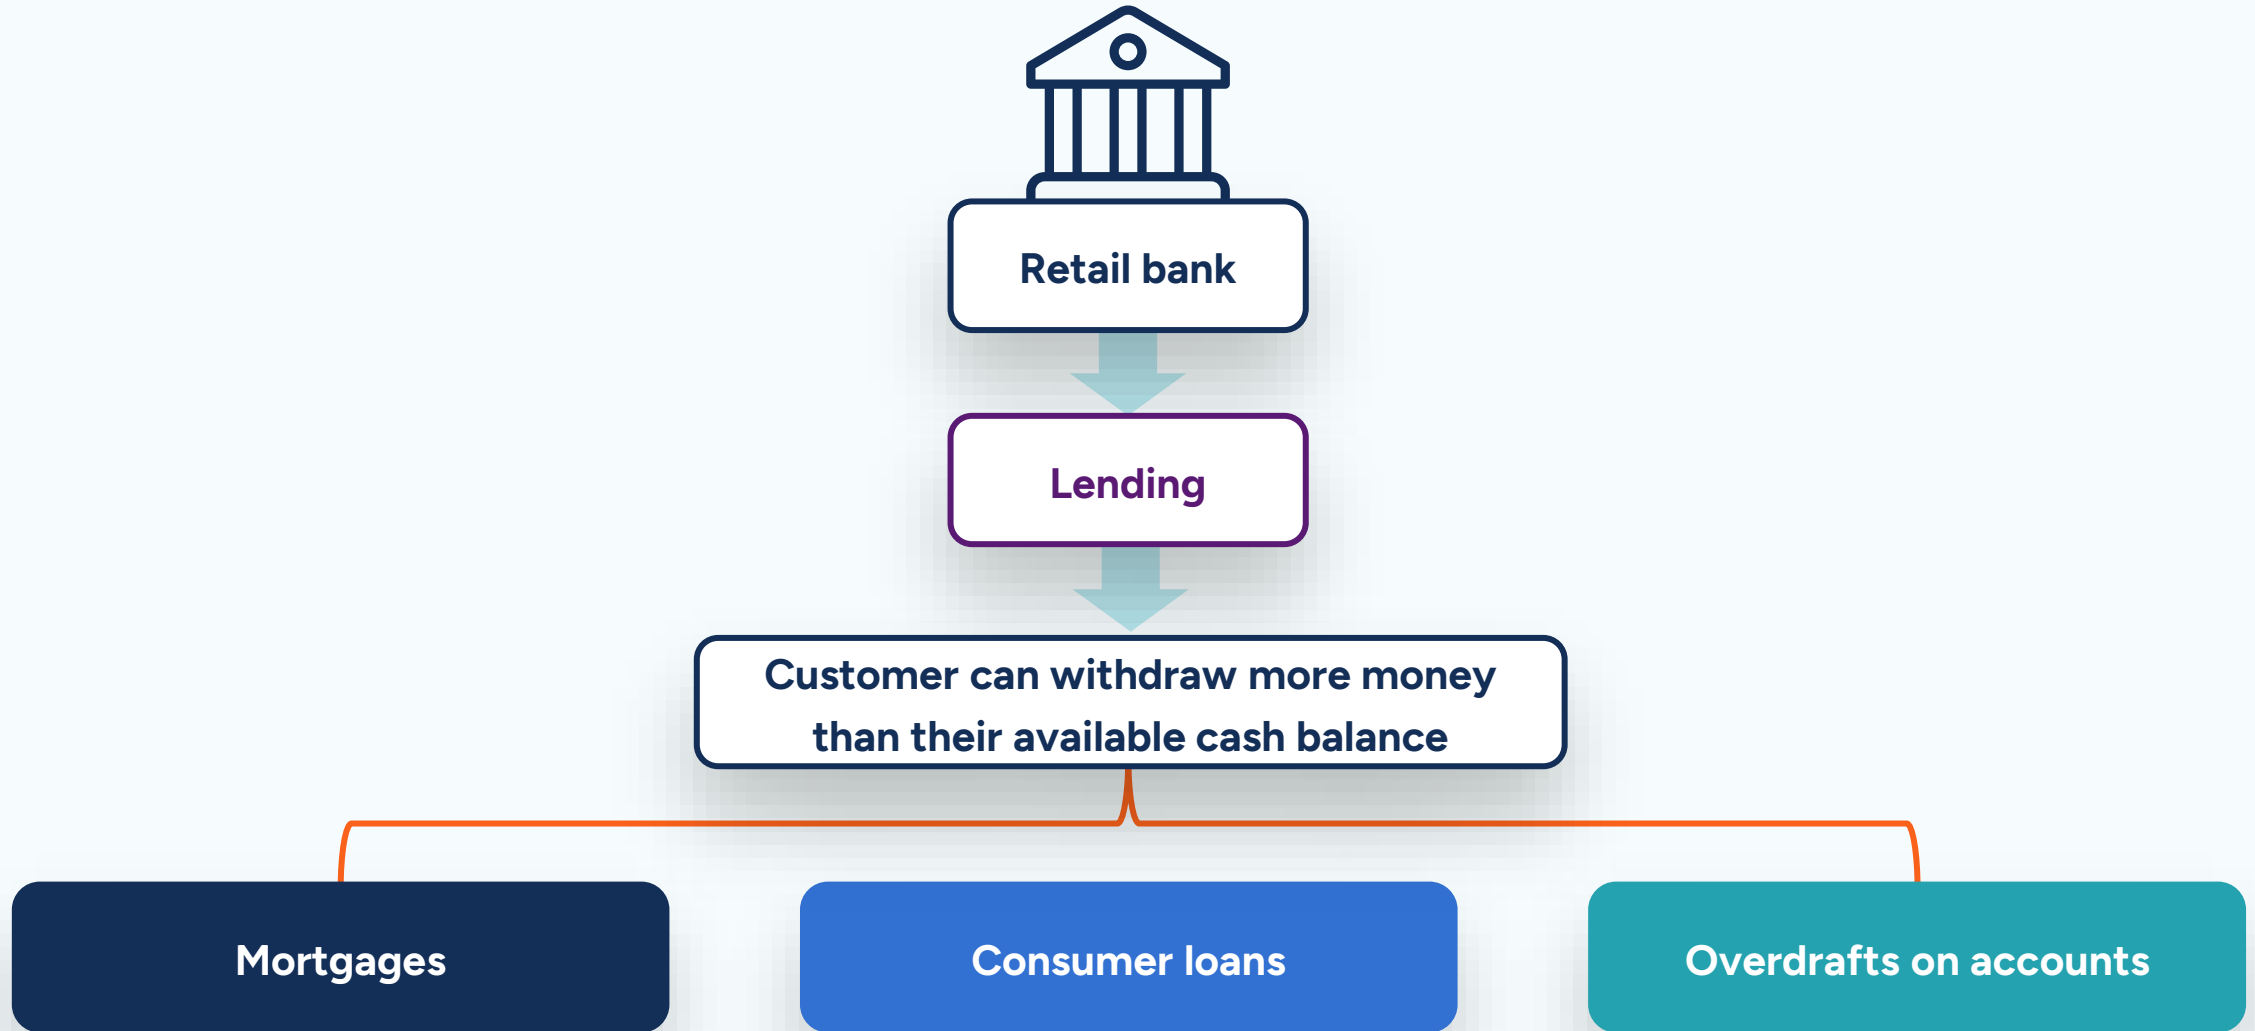 Retail bank
Lending
Customer can withdraw more money
than their available cash balance
Mortgages
Consumer loans
Overdrafts on accounts